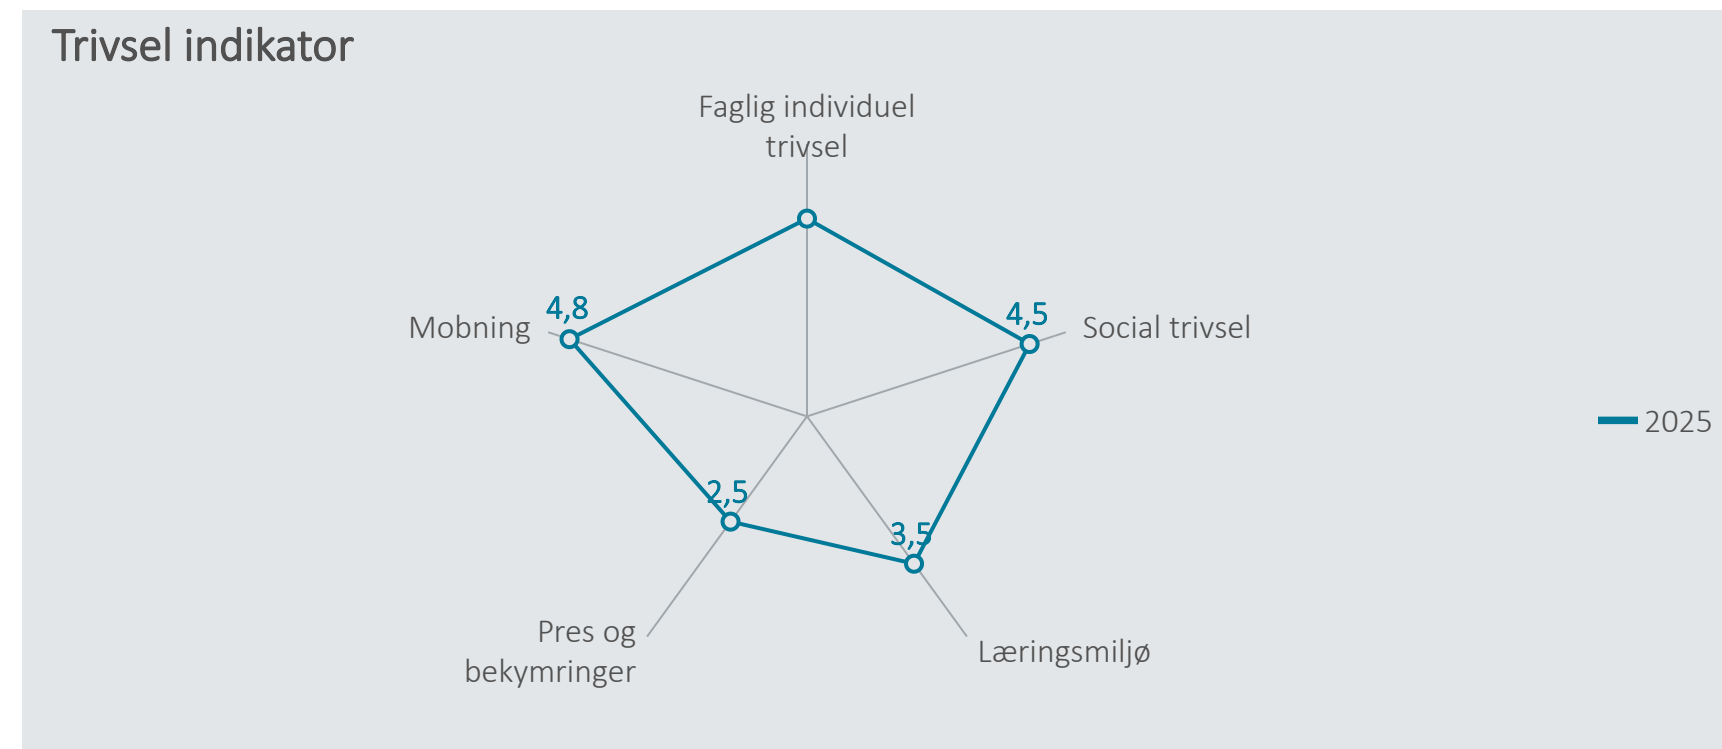 Trivsel indikator
Faglig individuel
trivsel
4,8
4,5
Mobning
Social trivsel
2025
2,5
3,5
Pres og
bekymringer
Læringsmiljø